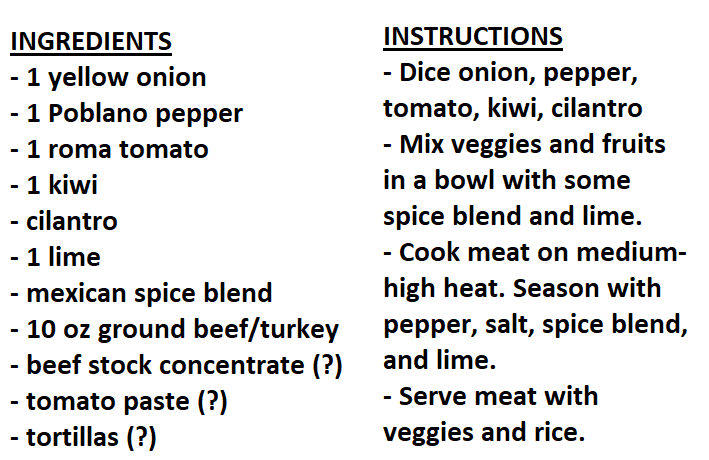 INGREDIENTS
- 1 yellow onion
- 1 Poblano pepper
- 1 roma tomato
- 1 kiwi
- cilantro
- 1 lime
- mexican spice blend
- 10 oz ground beef/turkey
- beef stock concentrate (?)
- tomato paste (?)
- tortillas (?)
INSTRUCTIONS
- Dice onion, pepper,
tomato, kiwi, cilantro
- Mix veggies and fruits
in a bowl with some
spice blend and lime.
- Cook meat on medium-
high heat. Season with
pepper, salt, spice blend,
and lime.
- Serve meat with
veggies and rice.